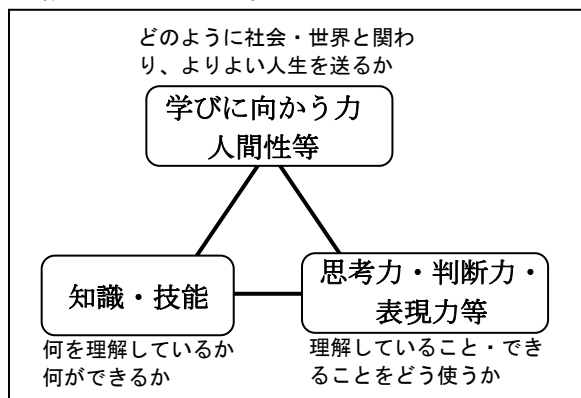 どのように社会・世界と関わ
り、よりよい人生を送るか
学びに向かう力
人間性等
知識・技能
何を理解しているか
何ができるか
思考力・判断力・
表現力等
理解していること・でき
ることをどう使うか